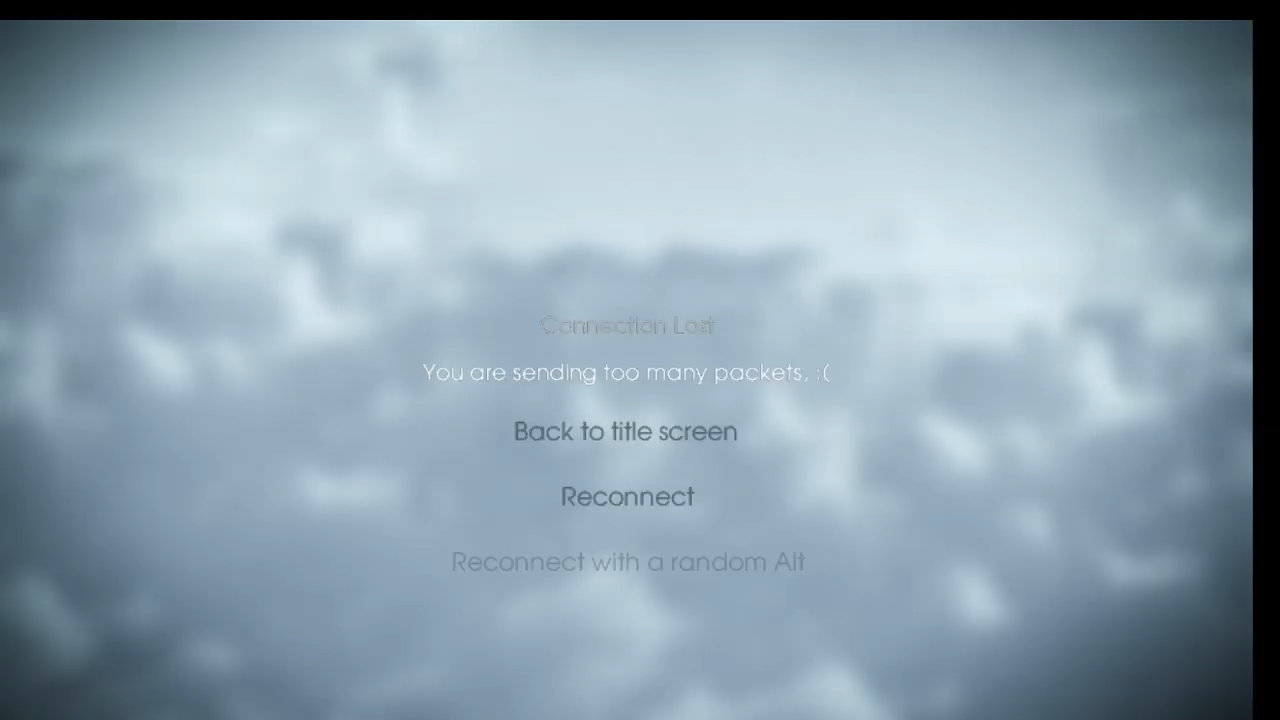 Connection Lost
You are sending too many packets, :(
Back to title screen
Reconnect
Reconnect with a random Alt